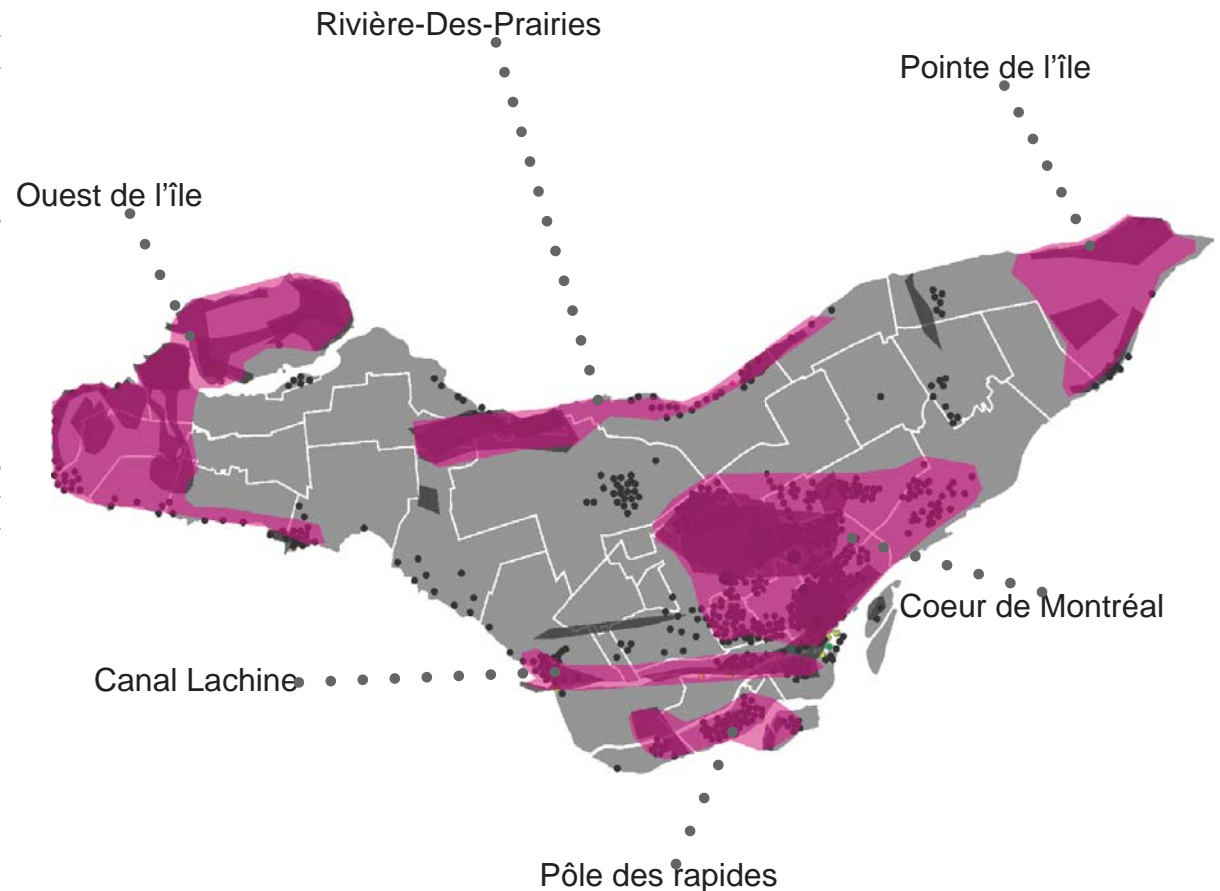 Rivière-Des-Prairies
Pointe de l'île
Ouest de l'île
Coeur de Montréal
Canal Lachine
Pôle des rapides